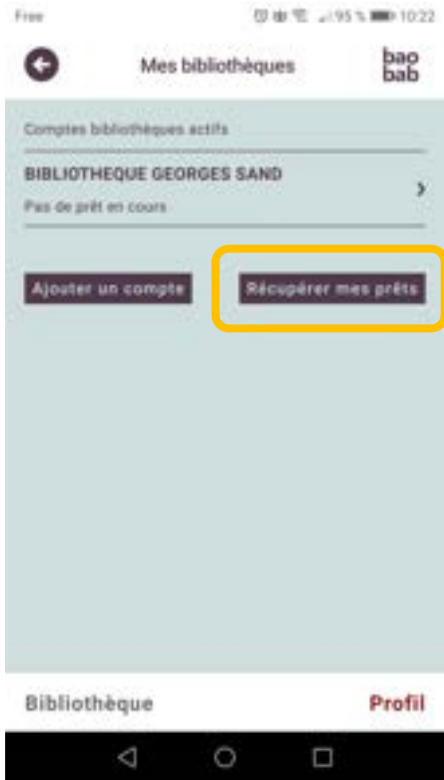 Free 95 % 10:22
Mes bibliothèques
bao
bab
Comptes bibliothèques actifs
BIBLIOTHEQUE GEORGES SAND
Pas de prêt en cours
Ajouter un compte Récupérer mes prêts
Bibliothèque Profil